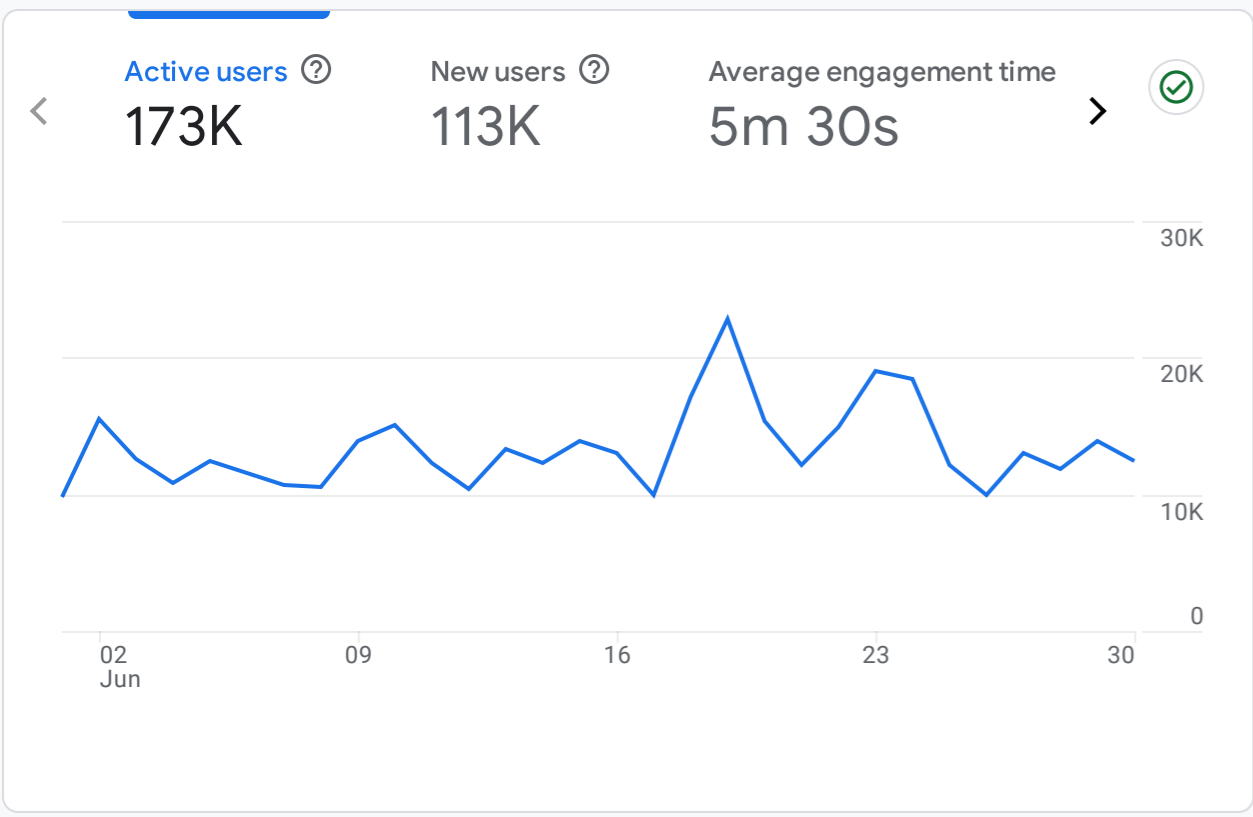 Active users
173K
New users
113K
Average engagement time
5m 30s
30K
20K
10K
0
02
Jun
09
16
23
30